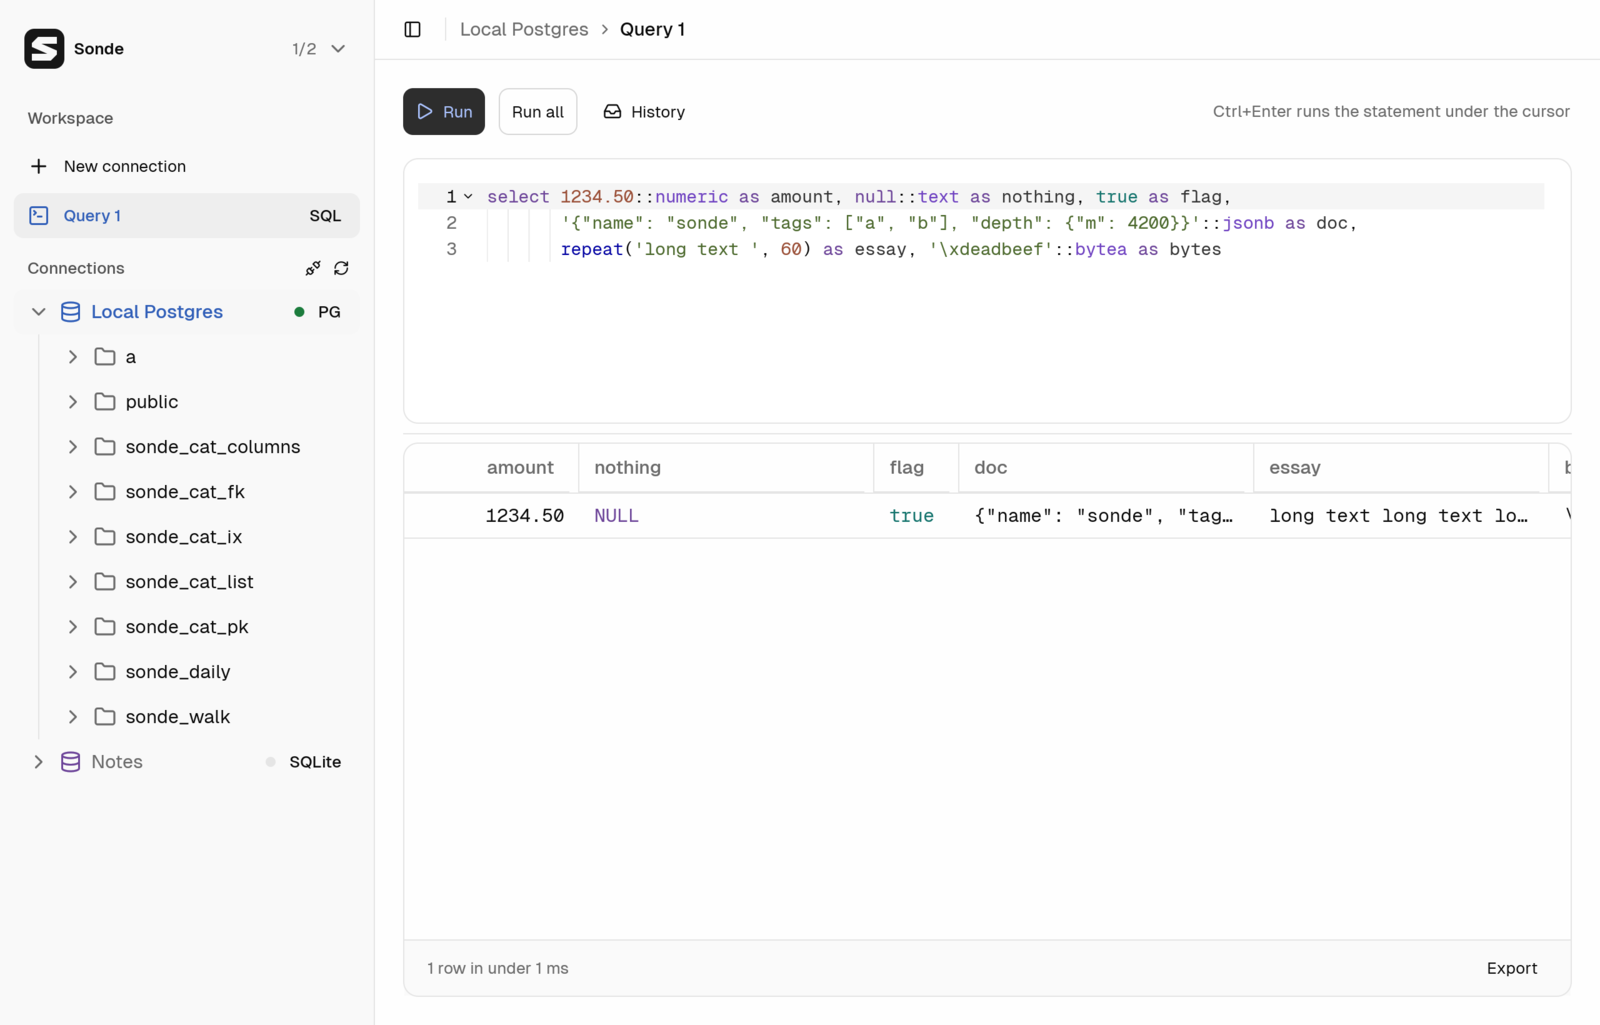 Sonde
1/2
Workspace
New connection
Query 1 SQL
Connections
Local Postgres PG
a
public
sonde_cat_columns
sonde_cat_fk
sonde_cat_ix
sonde_cat_list
sonde_cat_pk
sonde_daily
sonde_walk
Notes SQLite
Local Postgres > Query 1
Run Run all History Ctrl+Enter runs the statement under the cursor
1 select 1234.50::numeric as amount, null::text as nothing, true as flag,
2 '{"name": "sonde", "tags": ["a", "b"], "depth": {"m": 4200}}'::jsonb as doc,
3 repeat('long text ', 60) as essay, '\xdeadbeef'::bytea as bytes
amount nothing flag doc essay
1234.50 NULL true {"name": "sonde", "tag… long text long text lo… \
1 row in under 1 ms Export